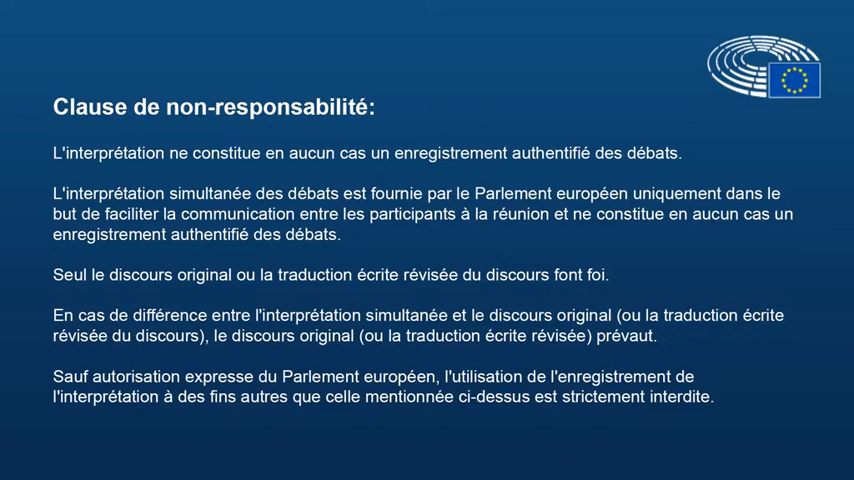 Clause de non-responsabilité:
L'interprétation ne constitue en aucun cas un enregistrement authentifié des débats.
L'interprétation simultanée des débats est fournie par le Parlement européen uniquement dans le
but de faciliter la communication entre les participants à la réunion et ne constitue en aucun cas un
enregistrement authentifié des débats.
Seul le discours original ou la traduction écrite révisée du discours font foi.
En cas de différence entre l'interprétation simultanée et le discours original (ou la traduction écrite
révisée du discours), le discours original (ou la traduction écrite révisée) prévaut.
Sauf autorisation expresse du Parlement européen, l'utilisation de l'enregistrement de
l'interprétation à des fins autres que celle mentionnée ci-dessus est strictement interdite.